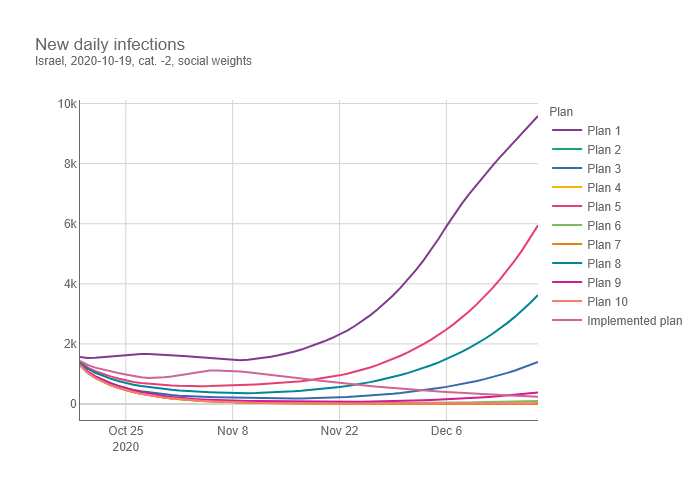 New daily infections
Israel, 2020-10-19, cat. -2, social weights
10k
8k
6k
4k
2k
0
Oct 25
2020
Nov 8
Nov 22
Dec 6
Plan
Plan 1
Plan 2
Plan 3
Plan 4
Plan 5
Plan 6
Plan 7
Plan 8
Plan 9
Plan 10
Implemented plan